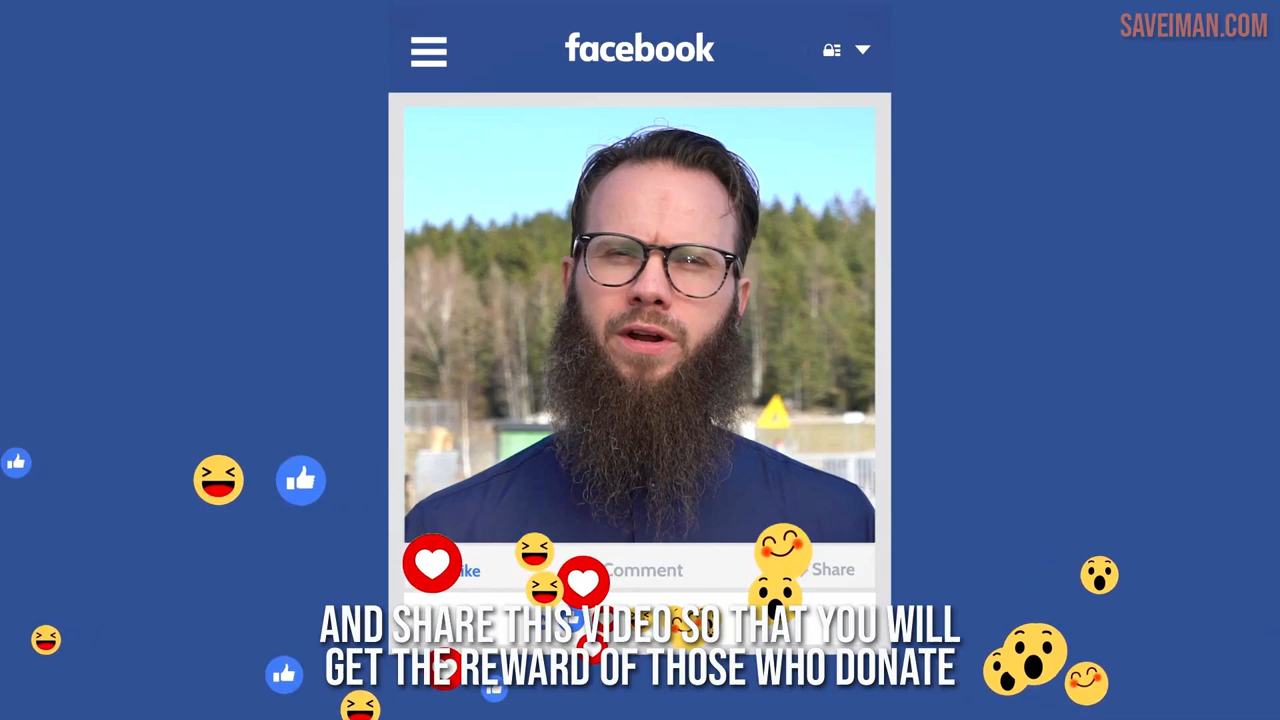 SAVEIMAN.COM
facebook
ike
Comment
Share
AND SHARE THIS VIDEO SO THAT YOU WILL
GET THE REWARD OF THOSE WHO DONATE